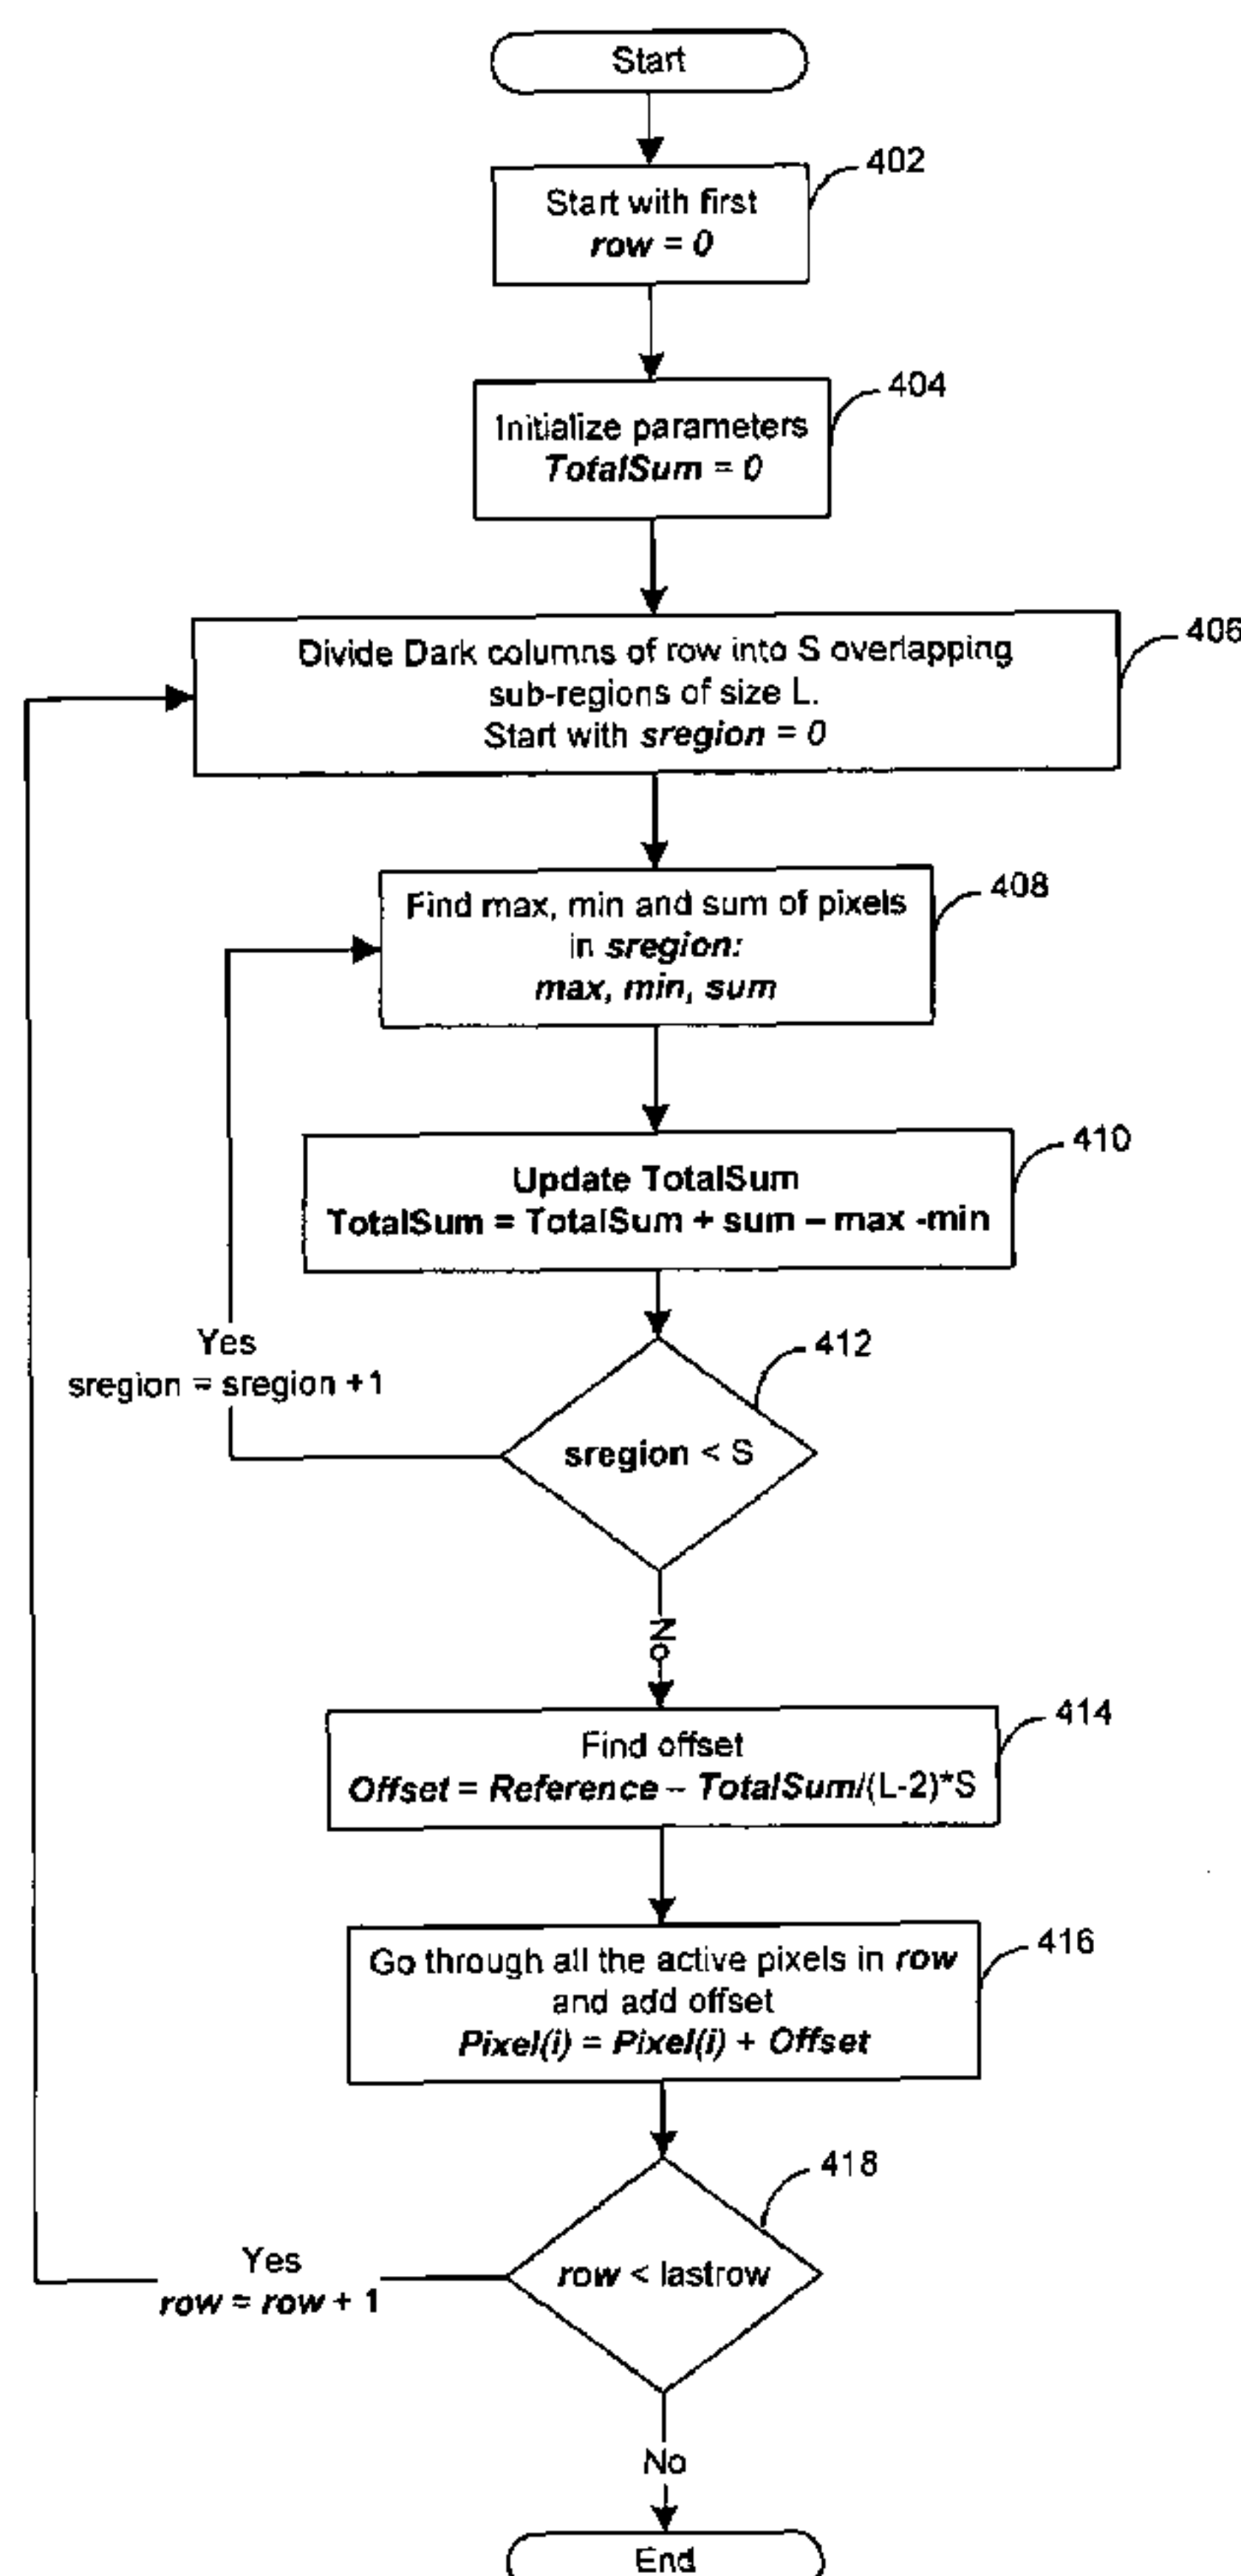 Start
402
Start with first
row = 0
404
Initialize parameters
TotalSum = 0
406
Divide Dark columns of row into S overlapping
sub-regions of size L.
Start with sregion = 0
408
Find max, min and sum of pixels
in sregion:
max, min, sum
410
Update TotalSum
TotalSum = TotalSum + sum – max -min
Yes
sregion = sregion +1
412
sregion < S
No
414
Find offset
Offset = Reference – TotalSum/(L-2)*S
416
Go through all the active pixels in row
and add offset
Pixel(i) = Pixel(i) + Offset
418
row < lastrow
Yes
row = row + 1
No
End